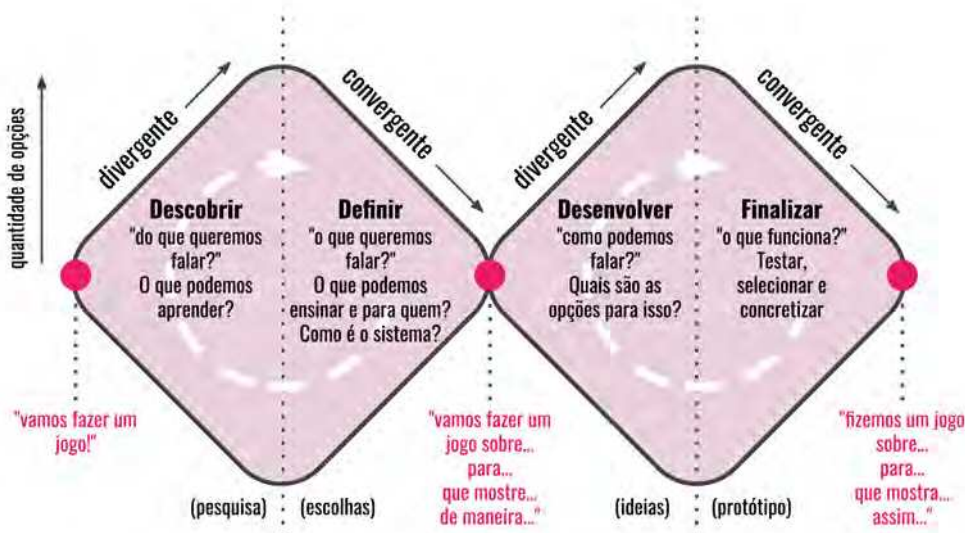 quantidade de opções
divergente
convergente
divergente
convergente
Descobrir
"do que queremos
falar?"
O que podemos
aprender?
Definir
"o que queremos
falar?"
O que podemos
ensinar e para quem?
Como é o sistema?
Desenvolver
"como podemos
falar?"
Quais são as
opções para isso?
Finalizar
"o que funciona?"
Testar,
selecionar e
concretizar
"vamos fazer um
jogo!"
"vamos fazer um
jogo sobre...
para...
que mostre...
de maneira..."
"fizemos um jogo
sobre...
para...
que mostra...
assim..."
(pesquisa)
(escolhas)
(ideias)
(protótipo)